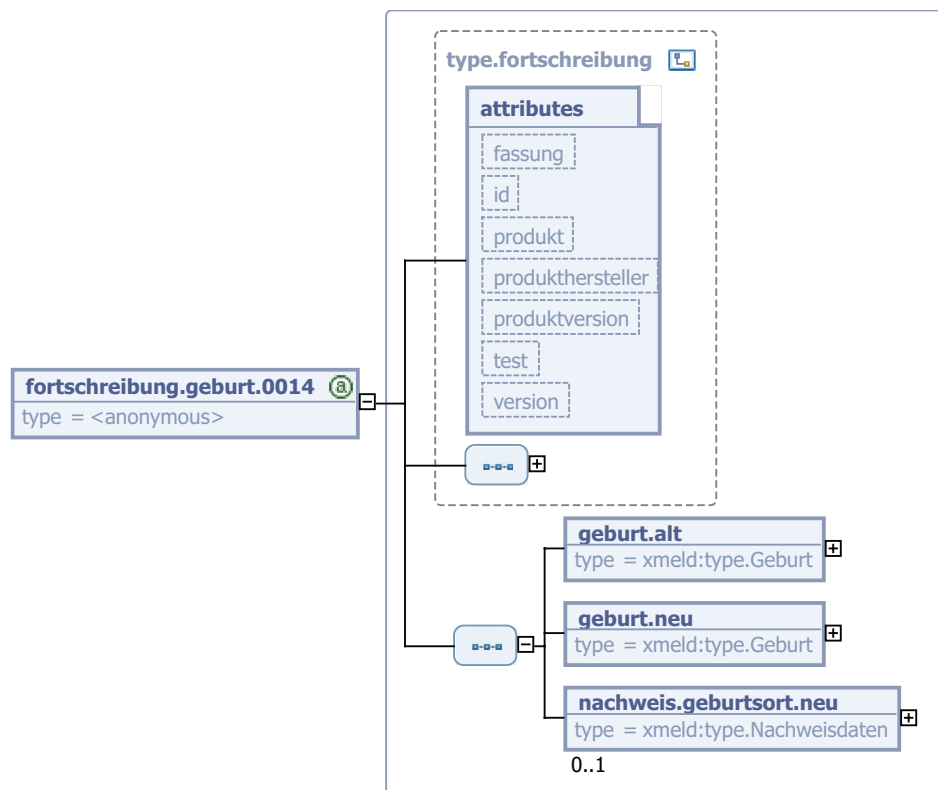 type.fortschreibung
attributes
fassung
id
produkt
produkthersteller
produktversion
test
version
fortschreibung.geburt.0014 @
type = <anonymous>
geburt.alt
type = xmeld:type.Geburt
geburt.neu
type = xmeld:type.Geburt
nachweis.geburtsort.neu
type = xmeld:type.Nachweisdaten
0..1